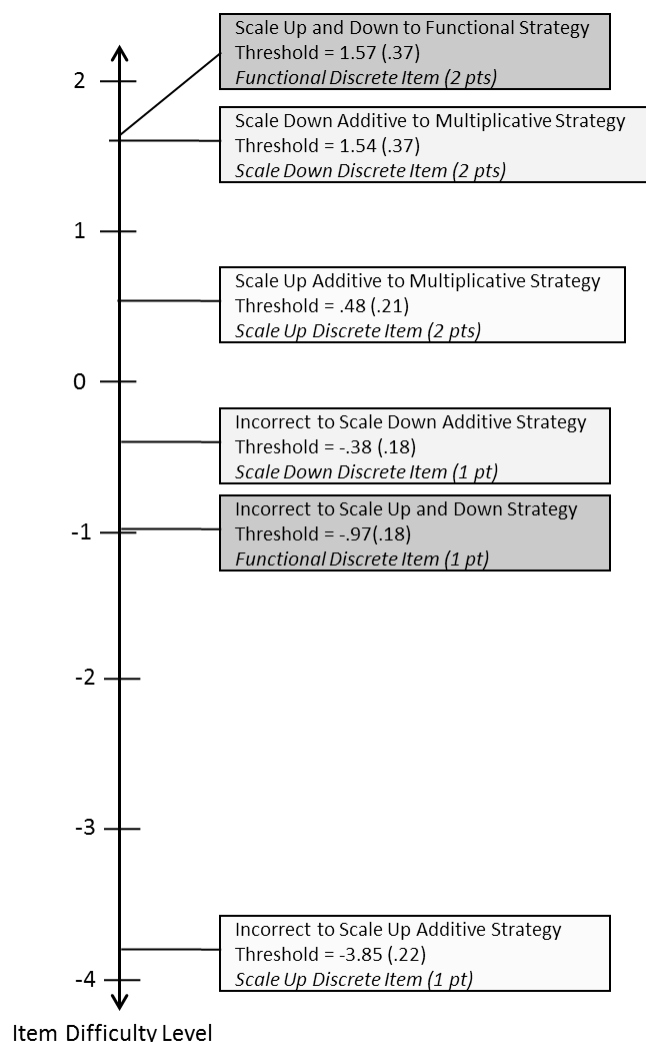 Scale Up and Down to Functional Strategy
Threshold = 1.57 (.37)
Functional Discrete Item (2 pts)
2
Scale Down Additive to Multiplicative Strategy
Threshold = 1.54 (.37)
Scale Down Discrete Item (2 pts)
1
Scale Up Additive to Multiplicative Strategy
Threshold = .48 (.21)
Scale Up Discrete Item (2 pts)
0
Incorrect to Scale Down Additive Strategy
Threshold = -.38 (.18)
Scale Down Discrete Item (1 pt)
Incorrect to Scale Up and Down Strategy
-1
Threshold = -.97(.18)
Functional Discrete Item (1 pt)
-2
-3
Incorrect to Scale Up Additive Strategy
Threshold = -3.85 (.22)
Scale Up Discrete Item (1 pt)
-4
Item Difficulty Level